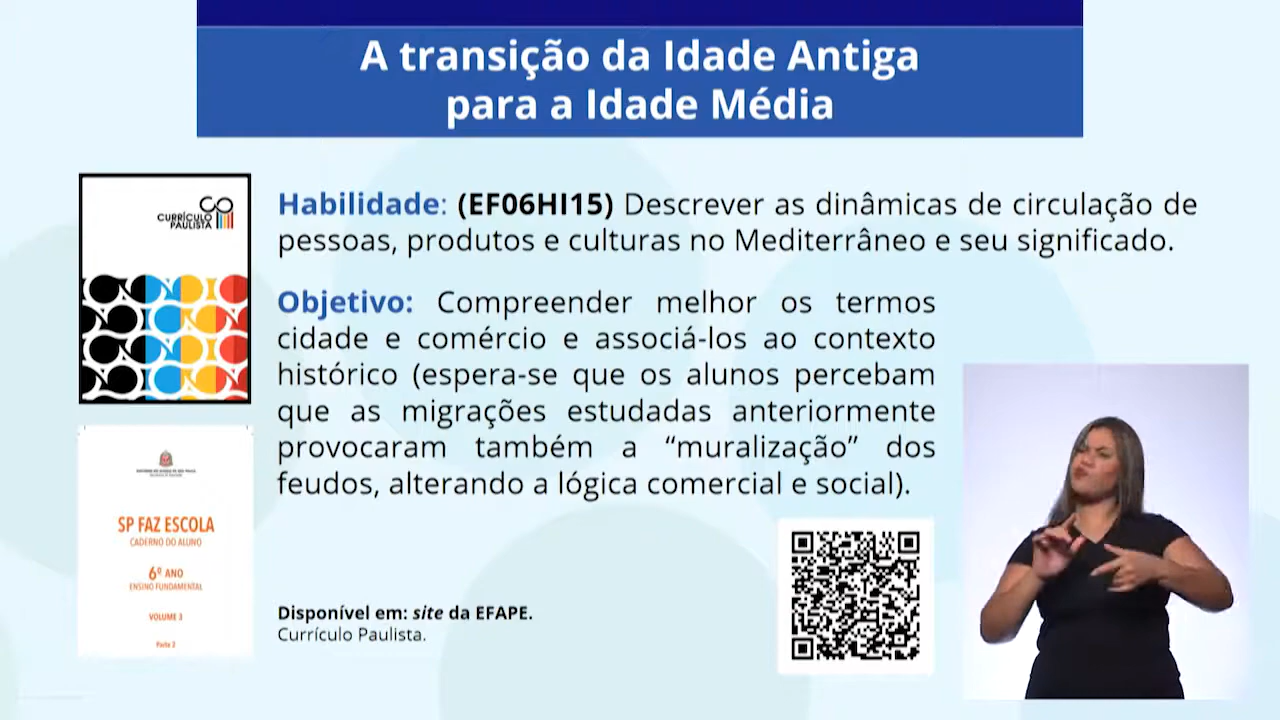 A transição da Idade Antiga
para a Idade Média
CURRÍCULO
PAULISTA
Habilidade: (EF06HI15) Descrever as dinâmicas de circulação de
pessoas, produtos e culturas no Mediterrâneo e seu significado.
Objetivo: Compreender melhor os termos
cidade e comércio e associá-los ao contexto
histórico (espera-se que os alunos percebam
que as migrações estudadas anteriormente
provocaram também a “muralização” dos
feudos, alterando a lógica comercial e social).
SP FAZ ESCOLA
CADERNO DO ALUNO
6º ANO
ENSINO FUNDAMENTAL
VOLUME 3
Parte 2
Disponível em: site da EFAPE.
Currículo Paulista.